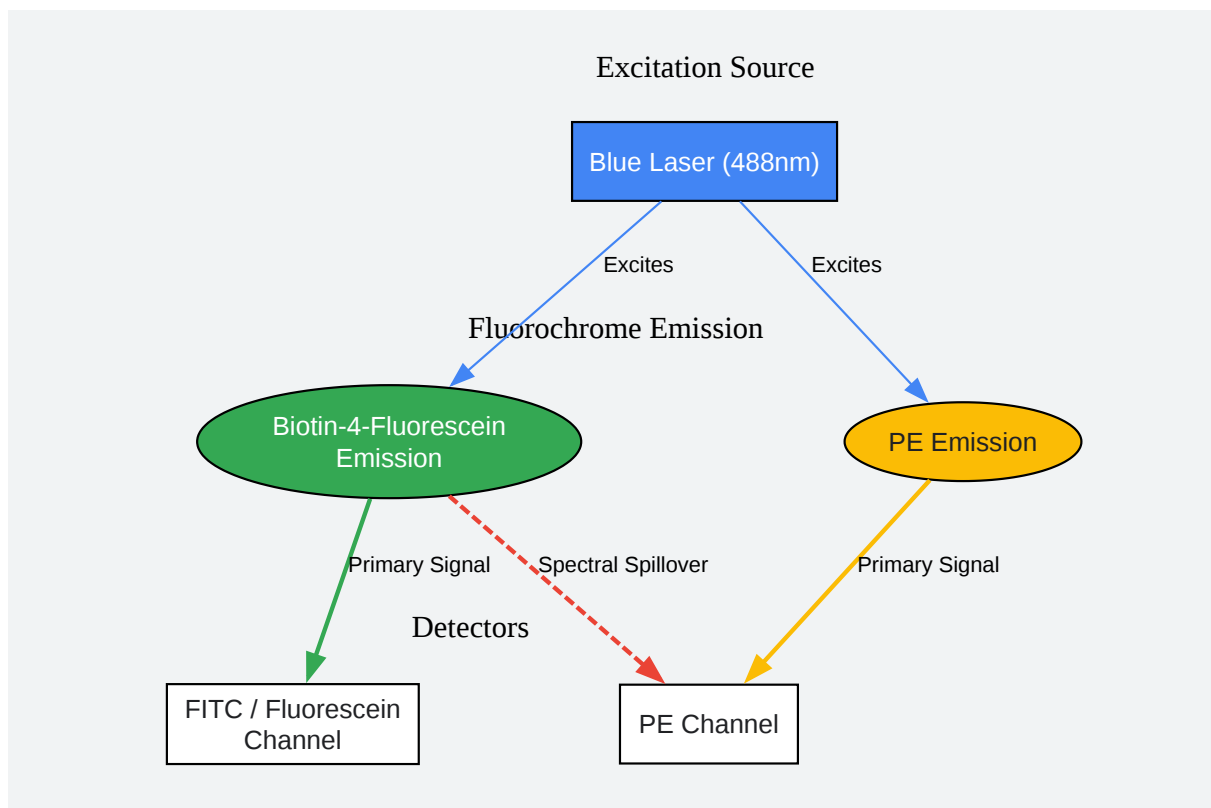 Excitation Source
Blue Laser (488nm)
Excites
Excites
Fluorochrome Emission
Biotin-4-Fluorescein
Emission
PE Emission
Primary Signal
Spectral Spillover
Primary Signal
Detectors
FITC / Fluorescein
Channel
PE Channel